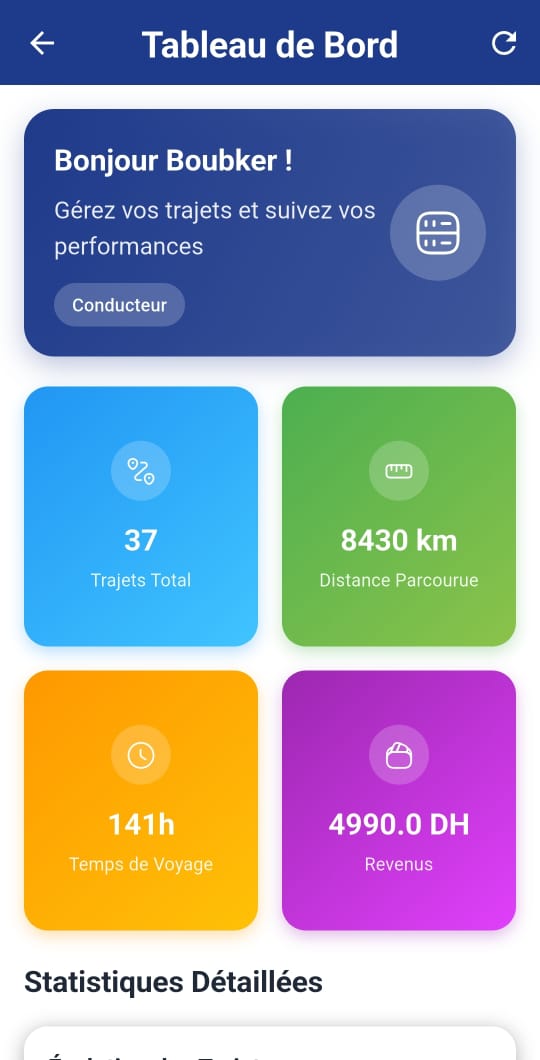 Tableau de Bord
Bonjour Boubker !
Gérez vos trajets et suivez vos
performances
Conducteur
37
Trajets Total
8430 km
Distance Parcourue
141h
Temps de Voyage
4990.0 DH
Revenus
Statistiques Détaillées